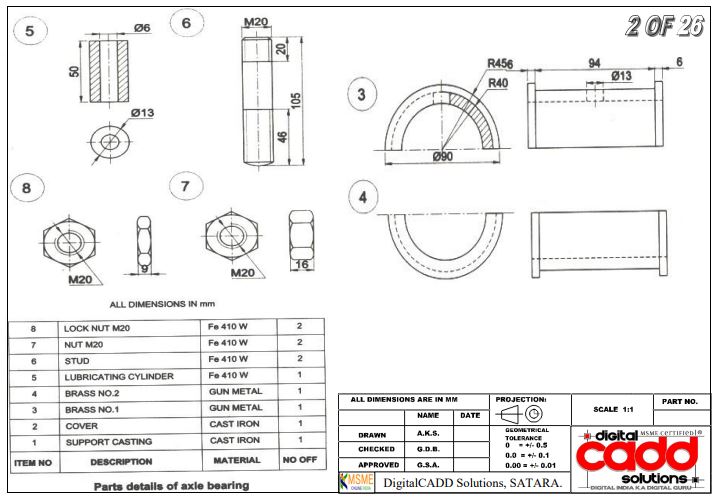 2 OF 26
5
Ø6
50
Ø13
6
M20
20
105
46
3
R456
R40
Ø90
6
94
6
Ø13
4
8
M20
9
7
M20
16
ALL DIMENSIONS IN mm
8 LOCK NUT M20 Fe 410 W 2
7 NUT M20 Fe 410 W 2
6 STUD Fe 410 W 2
5 LUBRICATING CYLINDER Fe 410 W 1
4 BRASS NO.2 GUN METAL 1
3 BRASS NO.1 GUN METAL 1
2 COVER CAST IRON 1
1 SUPPORT CASTING CAST IRON 1
ITEM NO DESCRIPTION MATERIAL NO OFF
Parts details of axle bearing
ALL DIMENSIONS ARE IN MM
NAME DATE
DRAWN A.K.S.
CHECKED G.D.B.
APPROVED G.S.A.
PROJECTION:
GEOMETRICAL
TOLERANCE
0 = +/- 0.5
0.0 = +/- 0.1
0.00 = +/- 0.01
SCALE 1:1
PART NO.
MSME
ONLINE INDIA
DigitalCADD Solutions, SATARA.
digital MSME CERTIFIED!
cadd
solutions
DIGITAL INDIA K.A DIGITAL GURU